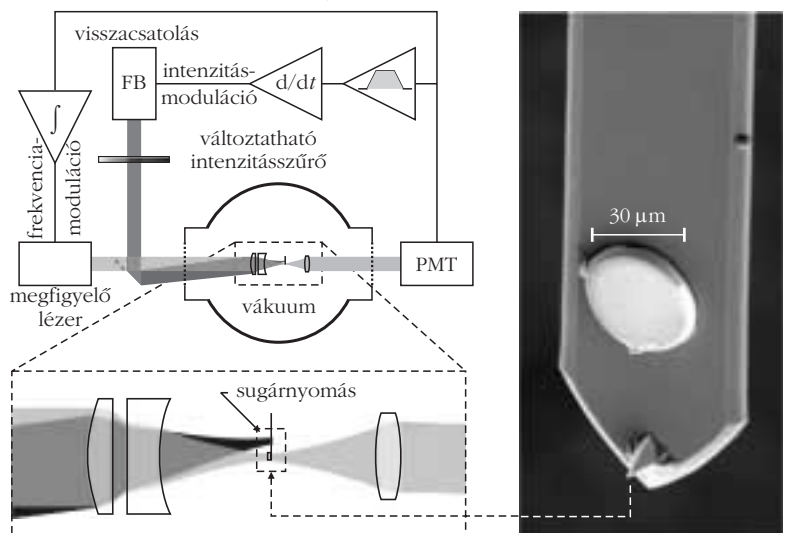 visszacsatolás
FB
intenzitás-
moduláció
d/dt
∫
frekvencia-
moduláció
változtatható
intenzitásszűrő
megfigyelő
lézer
vákuum
PMT
sugárnyomás
30 μm